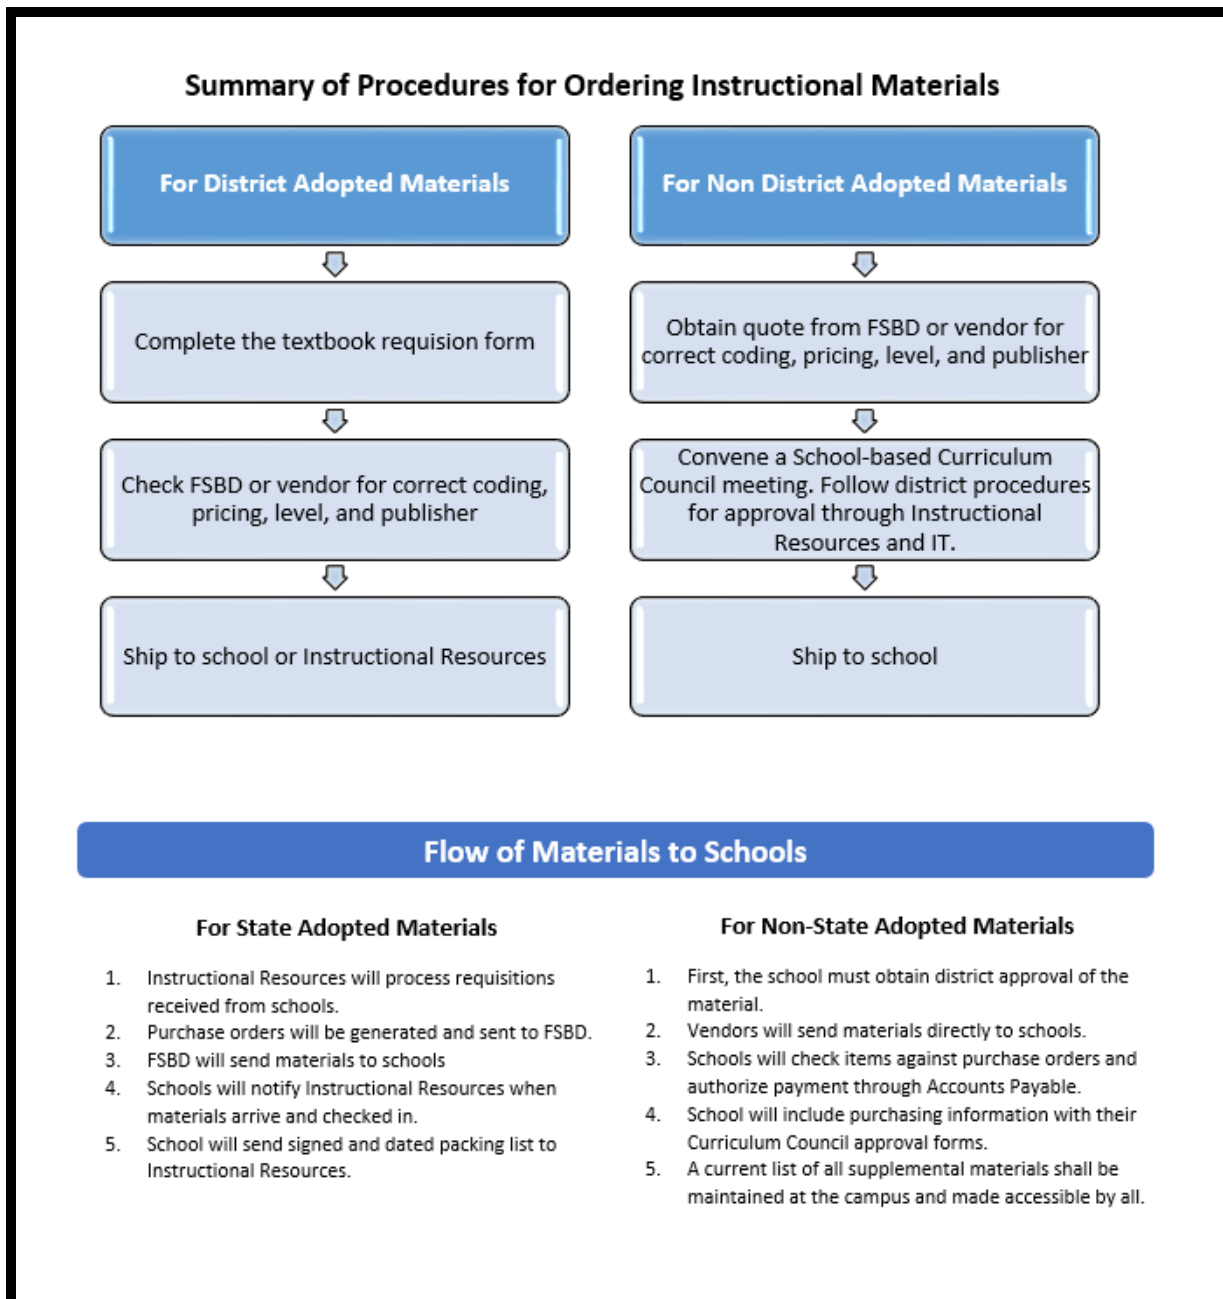 Summary of Procedures for Ordering Instructional Materials
For District Adopted Materials
Complete the textbook requision form
Check FSBD or vendor for correct coding,
pricing, level, and publisher
Ship to school or Instructional Resources
For Non District Adopted Materials
Obtain quote from FSBD or vendor for
correct coding, pricing, level, and publisher
Convene a School-based Curriculum
Council meeting. Follow district procedures
for approval through Instructional
Resources and IT.
Ship to school
Flow of Materials to Schools
For State Adopted Materials
1. Instructional Resources will process requisitions
received from schools.
2. Purchase orders will be generated and sent to FSBD.
3. FSBD will send materials to schools
4. Schools will notify Instructional Resources when
materials arrive and checked in.
5. School will send signed and dated packing list to
Instructional Resources.
For Non-State Adopted Materials
1. First, the school must obtain district approval of the
material.
2. Vendors will send materials directly to schools.
3. Schools will check items against purchase orders and
authorize payment through Accounts Payable.
4. School will include purchasing information with their
Curriculum Council approval forms.
5. A current list of all supplemental materials shall be
maintained at the campus and made accessible by all.